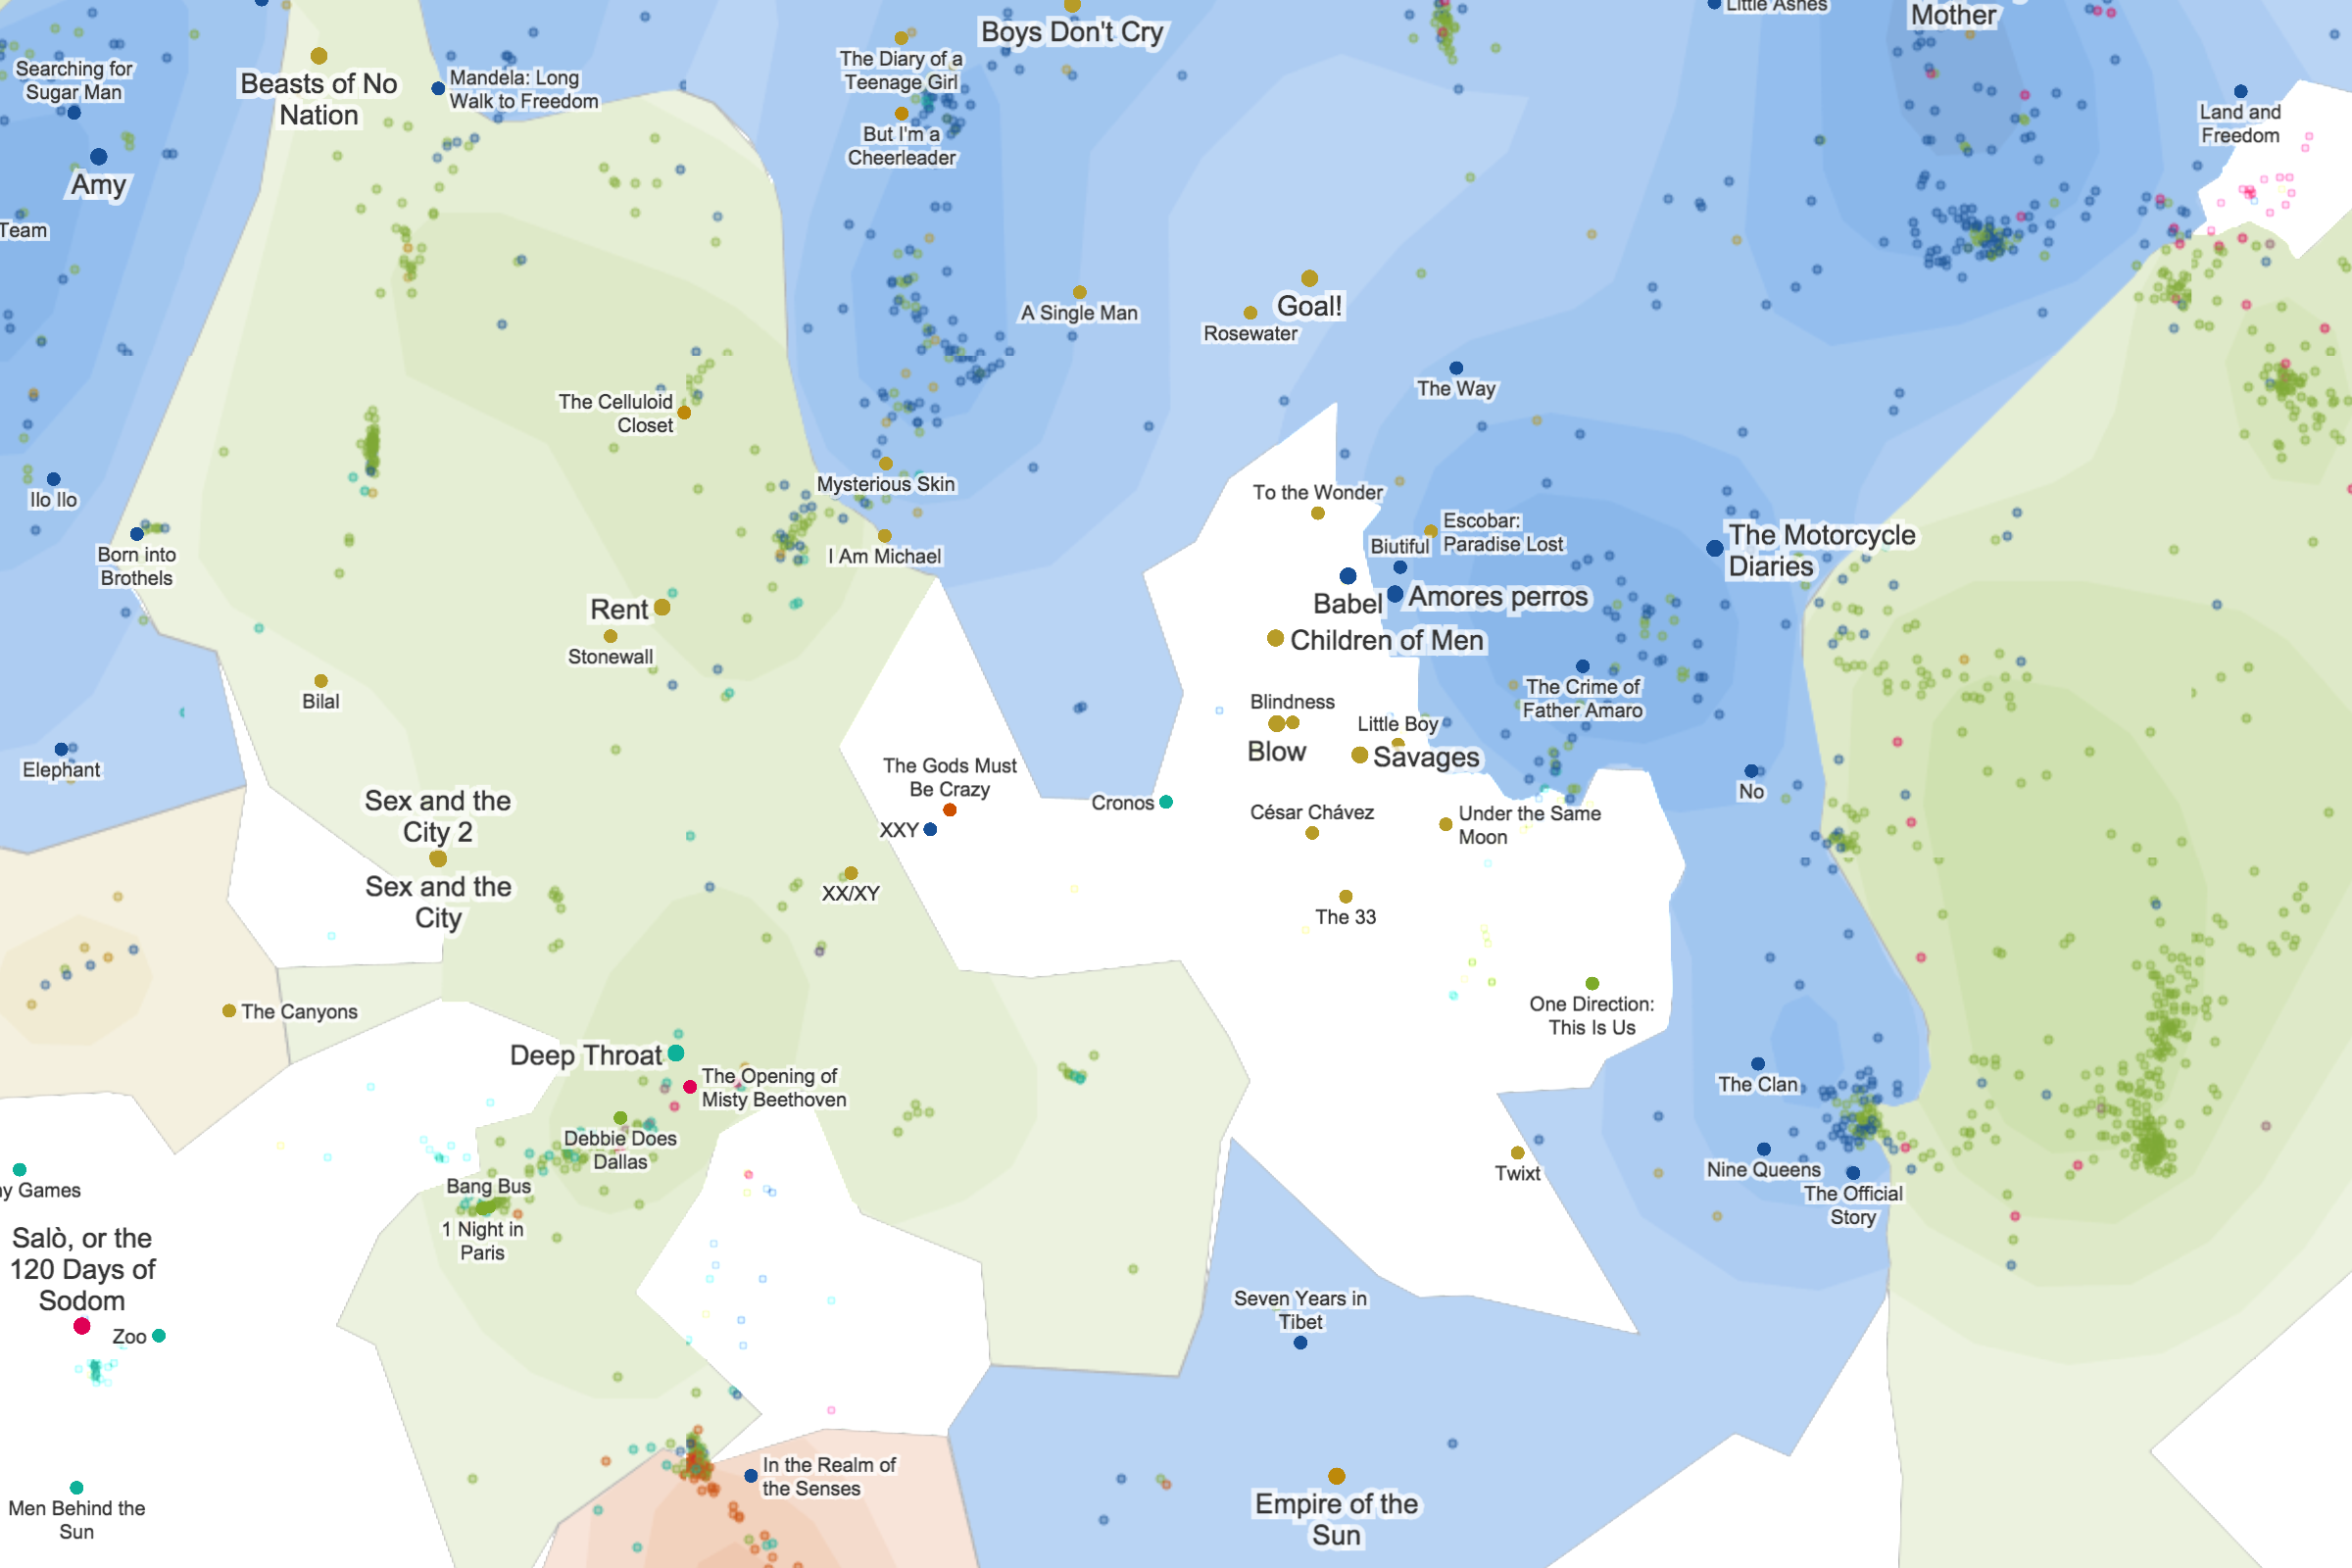 Little Ashes
Mother
Boys Don't Cry
The Diary of a
Teenage Girl
But I'm a
Cheerleader
Searching for
Sugar Man
Beasts of No
Nation
Mandela: Long
Walk to Freedom
Land and
Freedom
Amy
Team
A Single Man
Goal!
Rosewater
The Way
The Celluloid
Closet
Mysterious Skin
I Am Michael
Ilo Ilo
Born into
Brothels
To the Wonder
Escobar:
Paradise Lost
Biutiful
The Motorcycle
Diaries
Babel
Amores perros
Children of Men
Rent
Stonewall
Bilal
The Crime of
Father Amaro
Blindness
Blow
Little Boy
Savages
Elephant
The Gods Must
Be Crazy
XXY
Cronos
No
César Chávez
Under the Same
Moon
Sex and the
City 2
Sex and the
City
XX/XY
The 33
The Canyons
One Direction:
This Is Us
Deep Throat
The Opening of
Misty Beethoven
The Clan
Debbie Does
Dallas
Twixt
Nine Queens
The Official
Story
Bang Bus
1 Night in
Paris
y Games
Salò, or the
120 Days of
Sodom
Zoo
Seven Years in
Tibet
In the Realm of
the Senses
Empire of the
Sun
Men Behind the
Sun